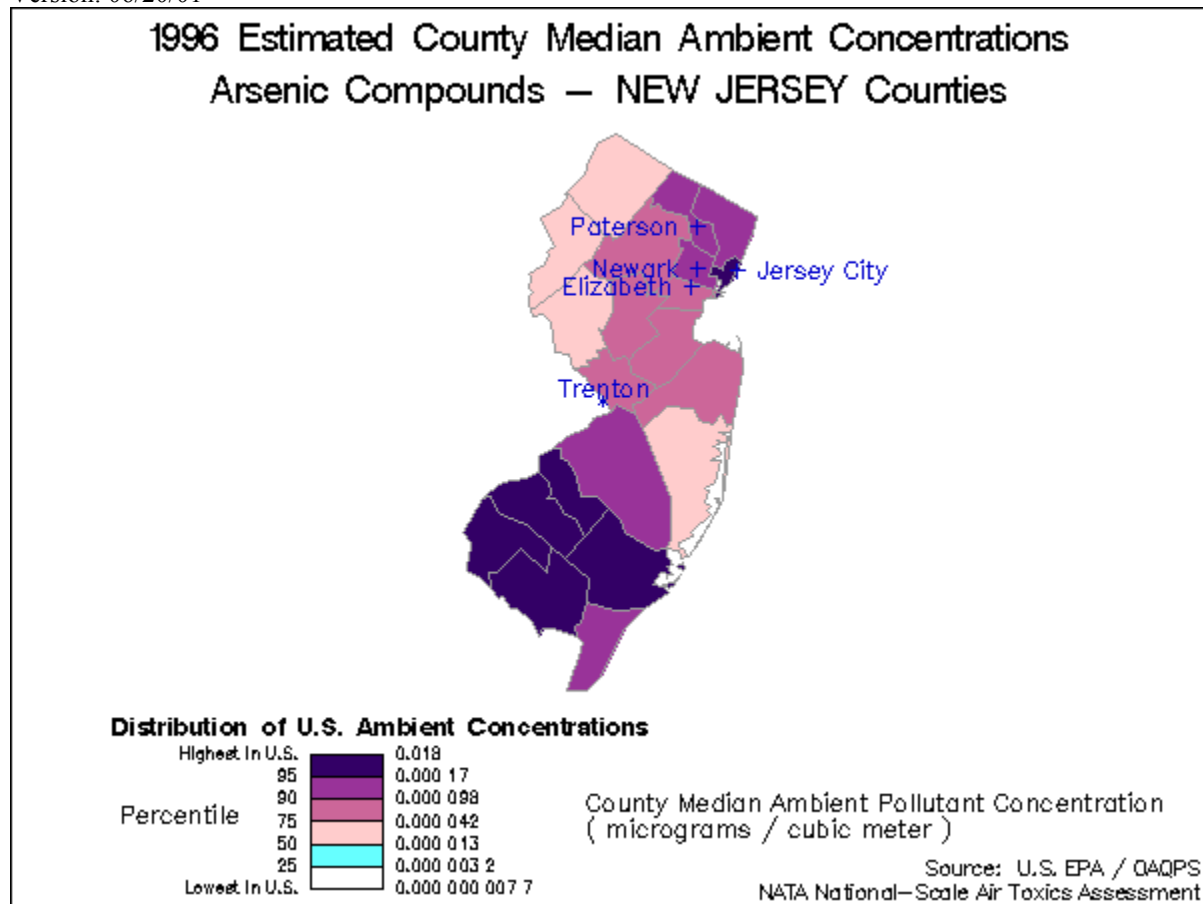 1996 Estimated County Median Ambient Concentrations
Arsenic Compounds — NEW JERSEY Counties
Paterson
Newark
Jersey City
Elizabeth
Trenton
Distribution of U.S. Ambient Concentrations
Highest In U.S. 0.018
95 0.000 17
90 0.000 098
75 0.000 042
50 0.000 013
25 0.000 003 2
Lowest In U.S. 0.000 000 007 7
Percentile
County Median Ambient Pollutant Concentration
( micrograms / cubic meter )
Source: U.S. EPA / OAQPS
NATA National—Scale Air Toxics Assessment